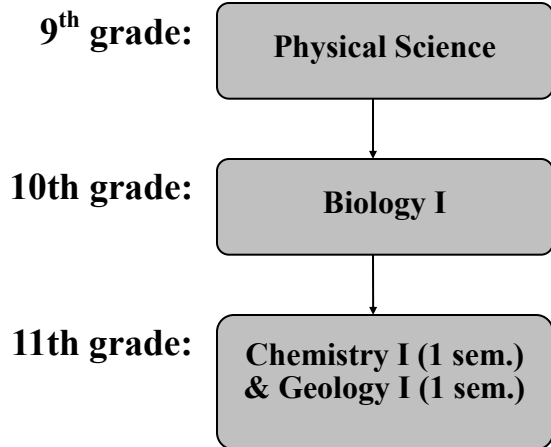 9th grade:
Physical Science
10th grade:
Biology I
11th grade:
Chemistry I (1 sem.)
& Geology I (1 sem.)